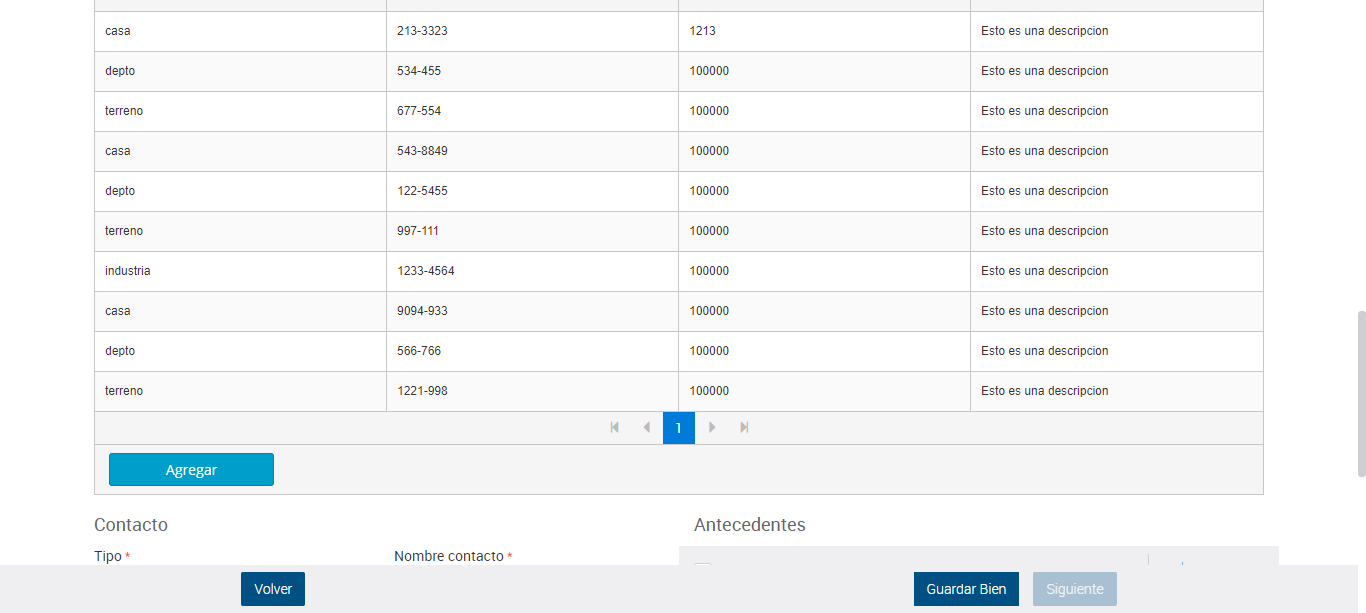 casa 213-3323 1213 Esto es una descripcion
depto 534-455 100000 Esto es una descripcion
terreno 677-554 100000 Esto es una descripcion
casa 543-8849 100000 Esto es una descripcion
depto 122-5455 100000 Esto es una descripcion
terreno 997-111 100000 Esto es una descripcion
industria 1233-4564 100000 Esto es una descripcion
casa 9094-933 100000 Esto es una descripcion
depto 566-766 100000 Esto es una descripcion
terreno 1221-998 100000 Esto es una descripcion
1
Agregar
Contacto Antecedentes
Tipo * Nombre contacto *
Volver Guardar Bien Siguiente